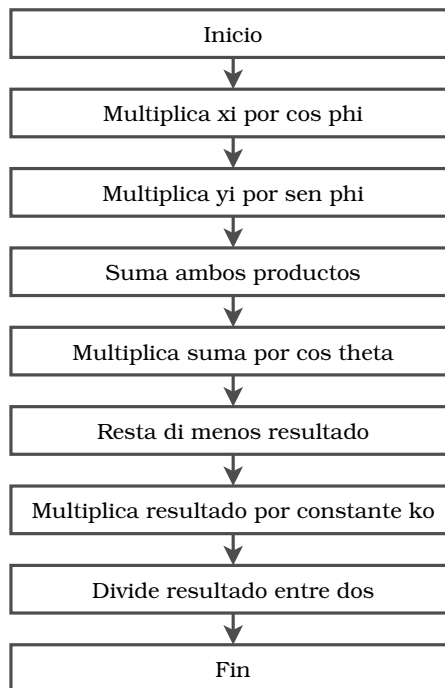 Inicio
Multiplica xi por cos phi
Multiplica yi por sen phi
Suma ambos productos
Multiplica suma por cos theta
Resta di menos resultado
Multiplica resultado por constante ko
Divide resultado entre dos
Fin